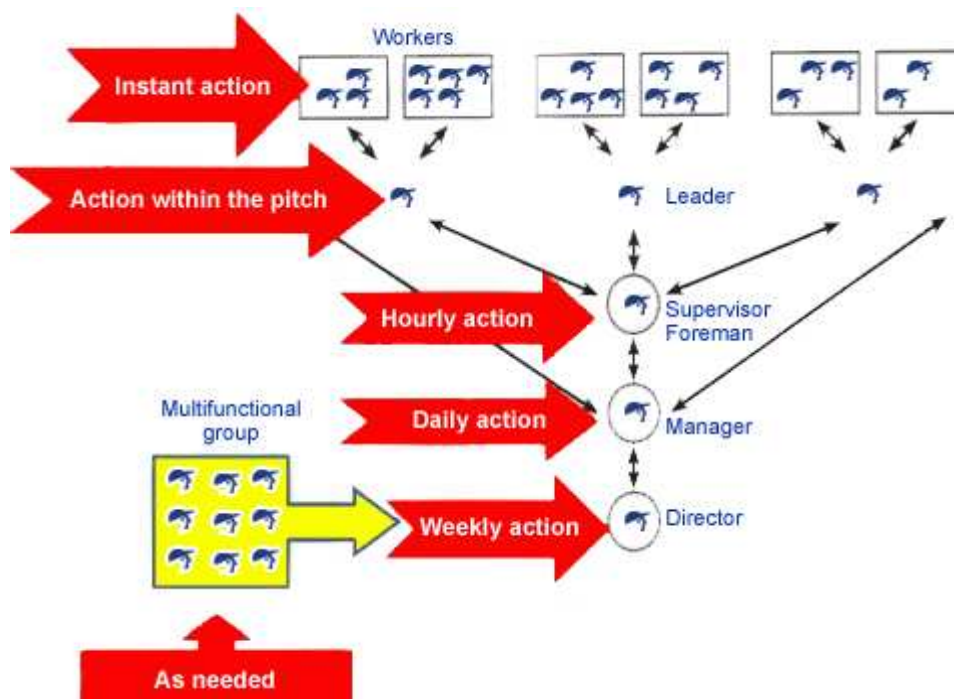 Workers
Instant action
Action within the pitch
Leader
Hourly action
Supervisor
Foreman
Multifunctional
group
Daily action
Manager
Weekly action
Director
As needed